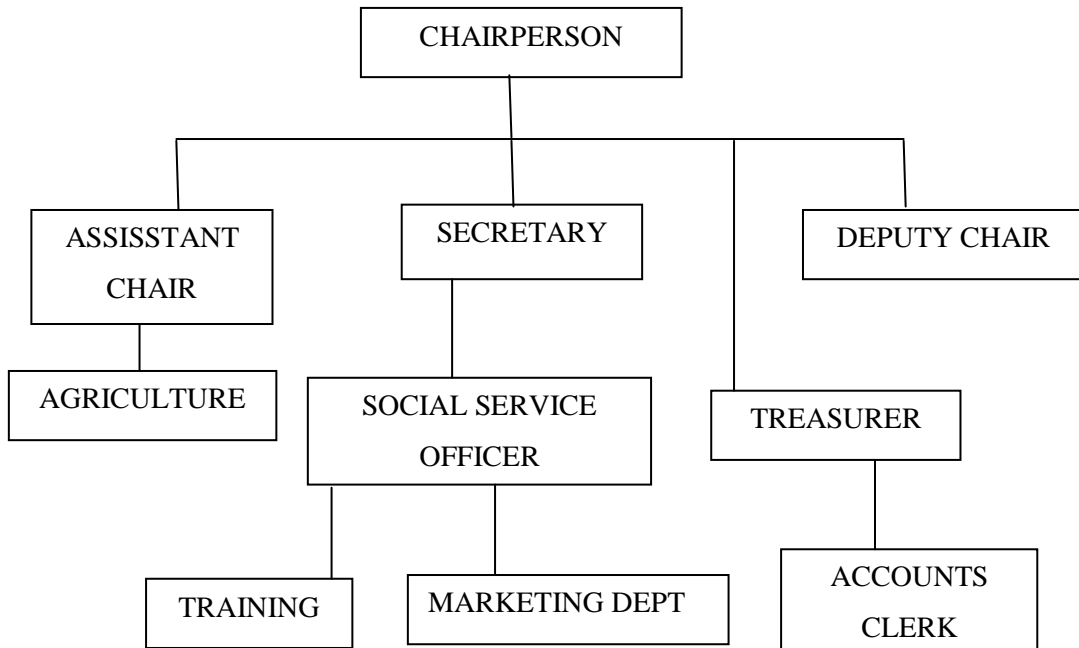 CHAIRPERSON
ASSISSTANT
CHAIR
SECRETARY
DEPUTY CHAIR
AGRICULTURE
SOCIAL SERVICE
OFFICER
TREASURER
TRAINING
MARKETING DEPT
ACCOUNTS
CLERK